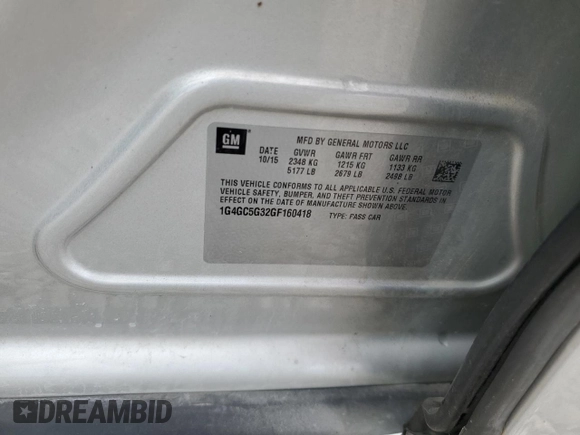 GM
MFD BY GENERAL MOTORS LLC
DATE GVWR GAWR FRT GAWR RR
10/15 2348 KG 1215 KG 1133 KG
5177 LB 2679 LB 2498 LB
THIS VEHICLE CONFORMS TO ALL APPLICABLE U.S. FEDERAL MOTOR
VEHICLE SAFETY, BUMPER, AND THEFT PREVENTION STANDARDS IN
EFFECT ON THE DATE OF MANUFACTURE SHOWN ABOVE.
1G4GC5G32GF160418 TYPE: PASS CAR
DREAMBID